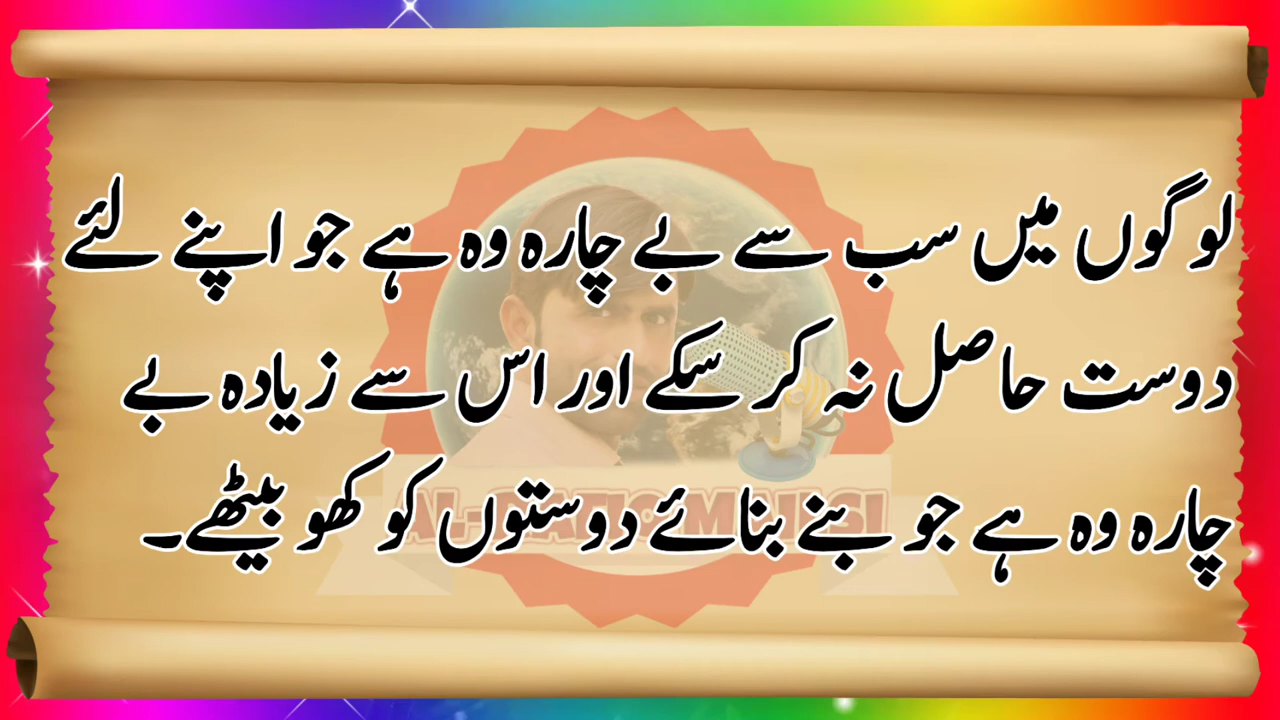 لوگوں میں سب سے بے چارہ وہ ہے جو اپنے لئے
دوست حاصل نہ کر سکے اور اس سے زیادہ بے
چارہ وہ ہے جو بنے بنائے دوستوں کو کھو بیٹھے۔